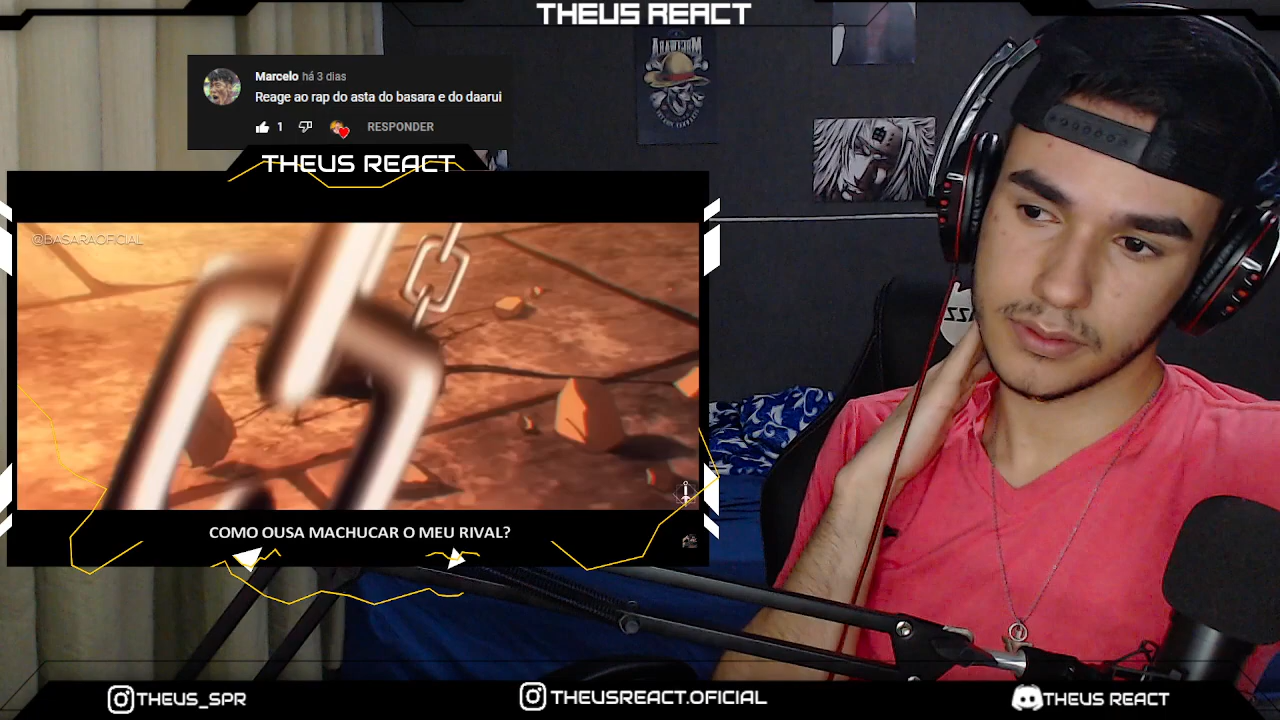 THEUS REACT
Marcelo há 3 dias
Reage ao rap do asta do basara e do daarui
1
RESPONDER
THEUS REACT
@BASARAOFICIAL
COMO OUSA MACHUCAR O MEU RIVAL?
THEUS_SPR
THEUSREACT.OFICIAL
THEUS REACT